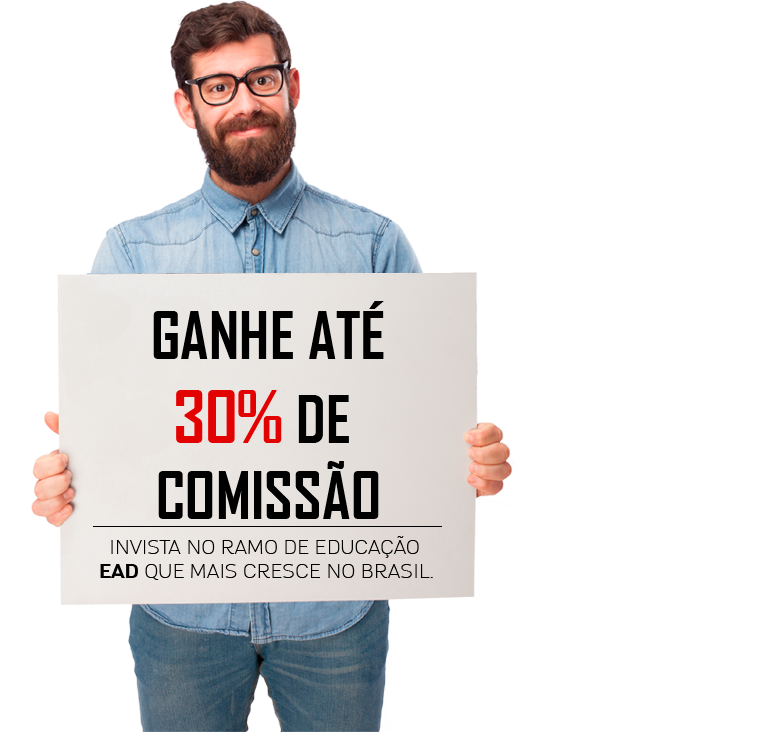 GANHE ATÉ
30% DE
COMISSÃO
INVISTA NO RAMO DE EDUCAÇÃO
EAD QUE MAIS CRESCE NO BRASIL.